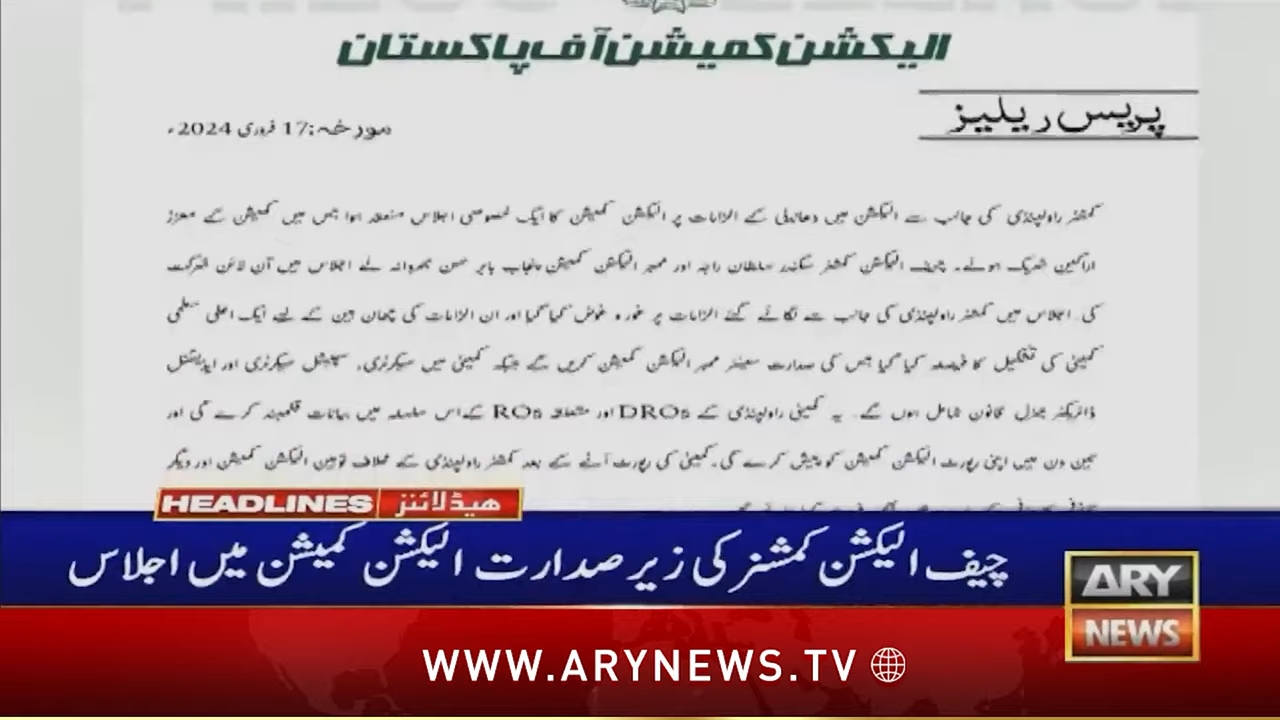 الیکشن کمیشن آف پاکستان
پریس ریلیز
مورخہ: 17 فروری 2024ء
کمشنر راولپنڈی کی جانب سے الیکشن میں دھاندلی کے الزامات پر الیکشن کمیشن کا ایک خصوصی اجلاس منعقد ہوا جس میں کمیشن کے معزز
اراکین شریک ہوئے۔ چیف الیکشن کمشنر سکندر سلطان راجہ اور ممبر الیکشن کمیشن پنجاب بابر حسن بھروانہ نے اجلاس میں آن لائن شرکت
کی۔ اجلاس میں کمشنر راولپنڈی کی جانب سے لگائے گئے الزامات پر غور و غوض کیا گیا اور ان الزامات کی چھان بین کے لیے ایک اعلی سطحی
کمیٹی کی تشکیل کا فیصلہ کیا گیا جس کی صدارت سینئر ممبر الیکشن کمیشن کریں گے جبکہ کمیٹی میں سیکرٹری، سپیشل سیکرٹری اور ایڈیشنل
ڈائریکٹر جنرل قانون شامل ہوں گے۔ یہ کمیٹی راولپنڈی کے DROs اور متعلقہ ROs کے اس سلسلہ میں بیانات قلمبند کرے گی اور
تین دن میں اپنی رپورٹ الیکشن کمیشن کو پیش کرے گی۔ کمیٹی کی رپورٹ آنے کے بعد کمشنر راولپنڈی کے خلاف توہین الیکشن کمیشن اور دیگر
HEADLINES ہیڈلائنز
چیف الیکشن کمشنر کی زیر صدارت الیکشن کمیشن میں اجلاس
ARY
NEWS
WWW.ARYNEWS.TV